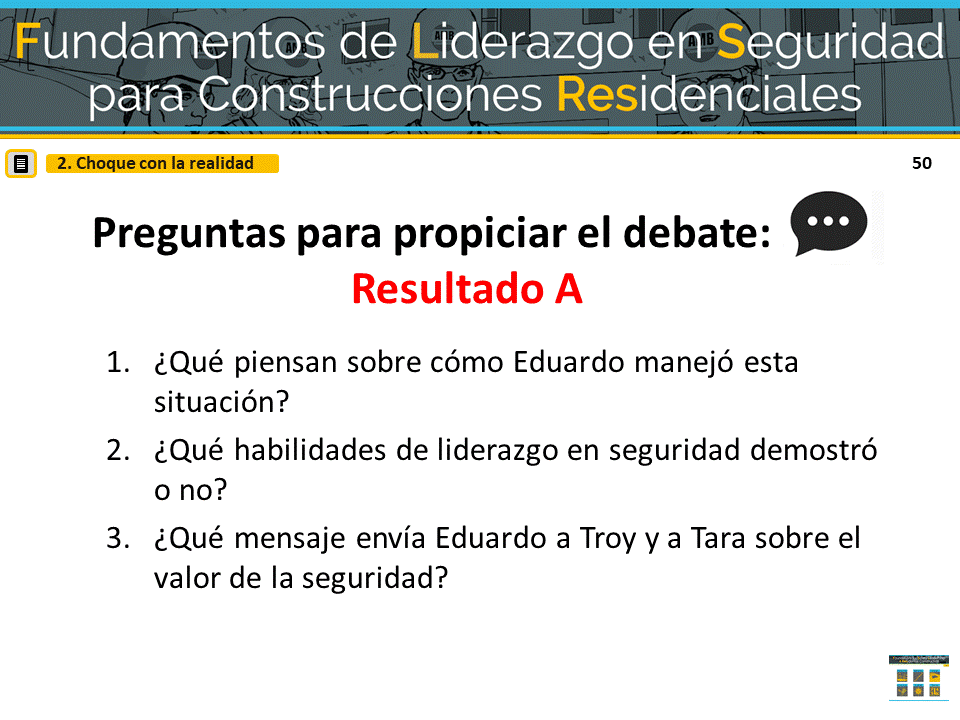 Fundamentos de Liderazgo en Seguridad
para Construcciones Residenciales
2. Choque con la realidad
50
Preguntas para propiciar el debate:
Resultado A
1. ¿Qué piensan sobre cómo Eduardo manejó esta
situación?
2. ¿Qué habilidades de liderazgo en seguridad demostró
o no?
3. ¿Qué mensaje envía Eduardo a Troy y a Tara sobre el
valor de la seguridad?